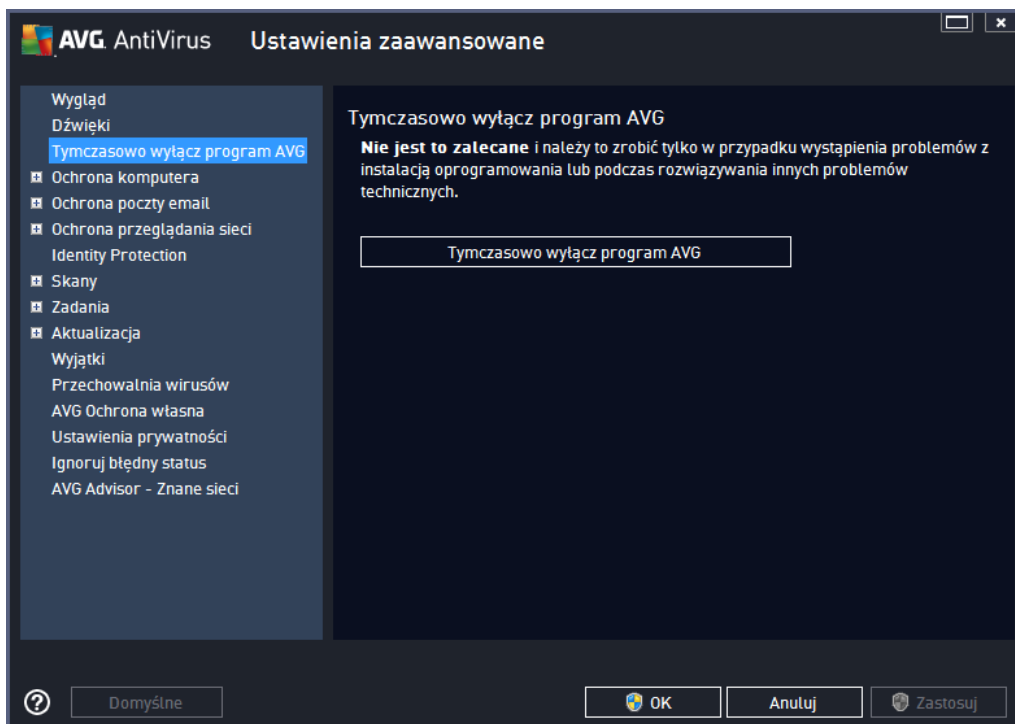 AVG. AntiVirus Ustawienia zaawansowane
Wygląd
Dźwięki
Tymczasowo wyłącz program AVG
Ochrona komputera
Ochrona poczty email
Ochrona przeglądania sieci
Identity Protection
Skany
Zadania
Aktualizacja
Wyjątki
Przechowalnia wirusów
AVG Ochrona własna
Ustawienia prywatności
Ignoruj błędny status
AVG Advisor - Znane sieci
Tymczasowo wyłącz program AVG
Nie jest to zalecane i należy to zrobić tylko w przypadku wystąpienia problemów z
instalacją oprogramowania lub podczas rozwiązywania innych problemów
technicznych.
Tymczasowo wyłącz program AVG
Domyślne
OK
Anuluj
Zastosuj